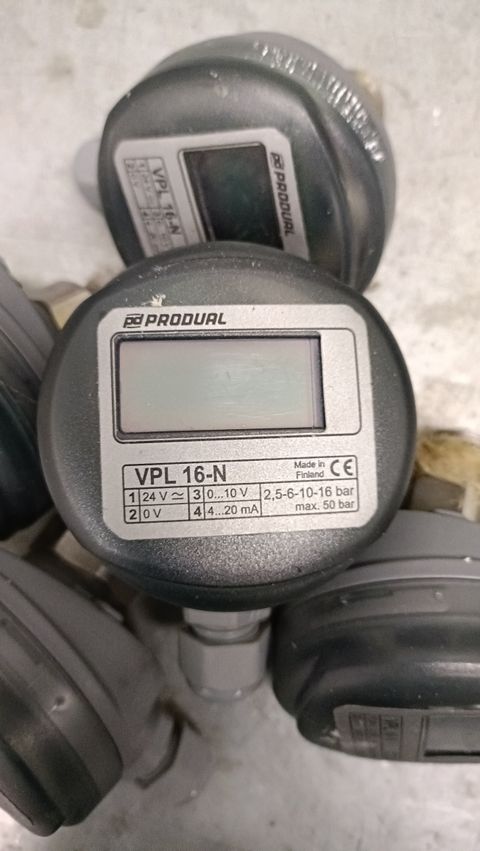 PRODUAL
VPL 16-N
pd PRODUAL
VPL 16-N
Made in
Finland CE
1 24 V ≂ 3 0...10 V 2,5-6-10-16 bar
2 0 V 4 4...20 mA max. 50 bar